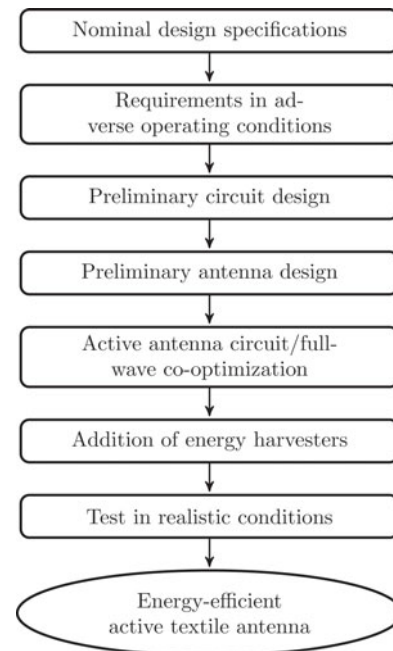 Nominal design specifications
Requirements in ad-
verse operating conditions
Preliminary circuit design
Preliminary antenna design
Active antenna circuit/full-
wave co-optimization
Addition of energy harvesters
Test in realistic conditions
Energy-efficient
active textile antenna